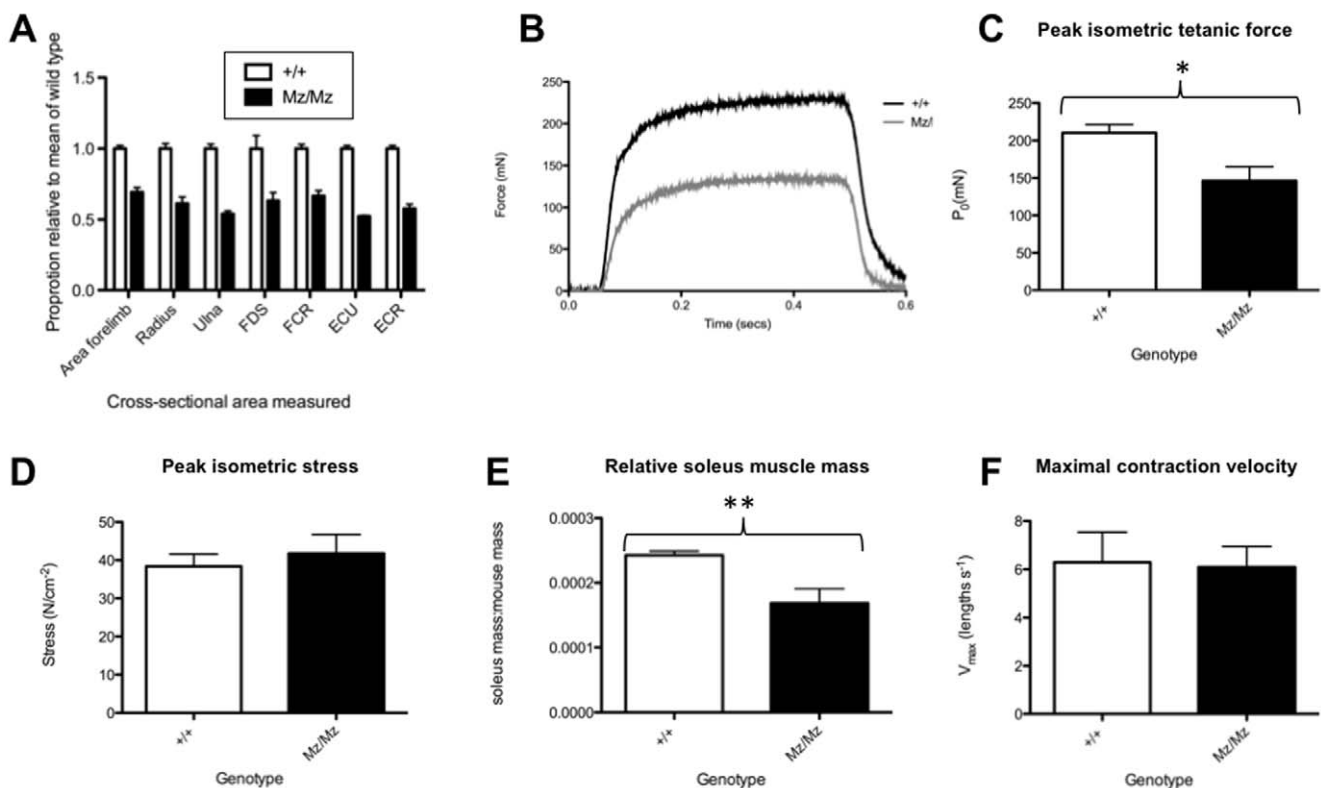 A
Proprotion relative to mean of wild type
+/+
Mz/Mz
1.5
1.0
0.5
0.0
Area forelimb
Radius
Ulna
FDS
FCR
ECU
ECR
Cross-sectional area measured
B
Force (mN)
250
200
150
100
50
0
0.0
0.2
0.4
0.6
Time (secs)
+/+
Mz/
C
Peak isometric tetanic force
*
P0(mN)
250
200
150
100
50
0
+/+
Mz/Mz
Genotype
D
Peak isometric stress
Stress (N/cm-2)
50
40
30
20
10
0
+/+
Mz/Mz
Genotype
E
Relative soleus muscle mass
**
soleus mass:mouse mass
0.0003
0.0002
0.0001
0.0000
+/+
Mz/Mz
Genotype
F
Maximal contraction velocity
Vmax (lengths s-1)
8
6
4
2
0
+/+
Mz/Mz
Genotype